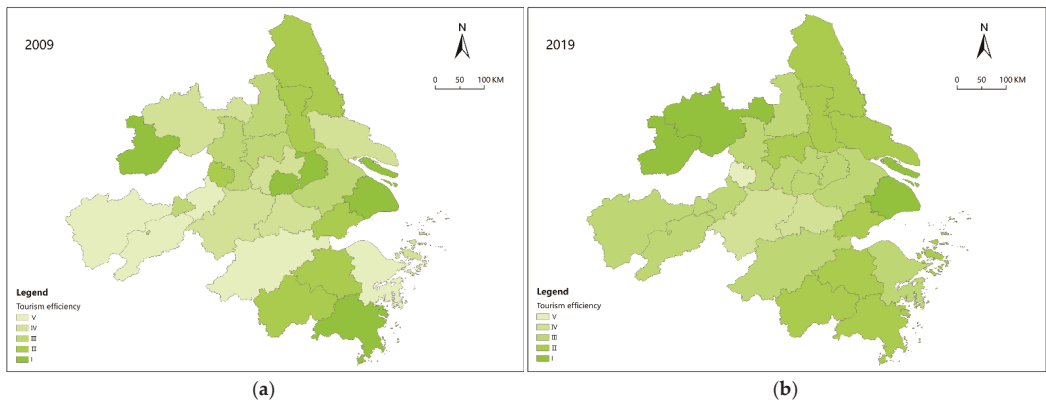 2009
N
0 50 100 KM
Legend
Tourism efficiency
V
IV
III
II
I
(a)
2019
N
0 50 100 KM
Legend
Tourism efficiency
V
IV
III
II
I
(b)